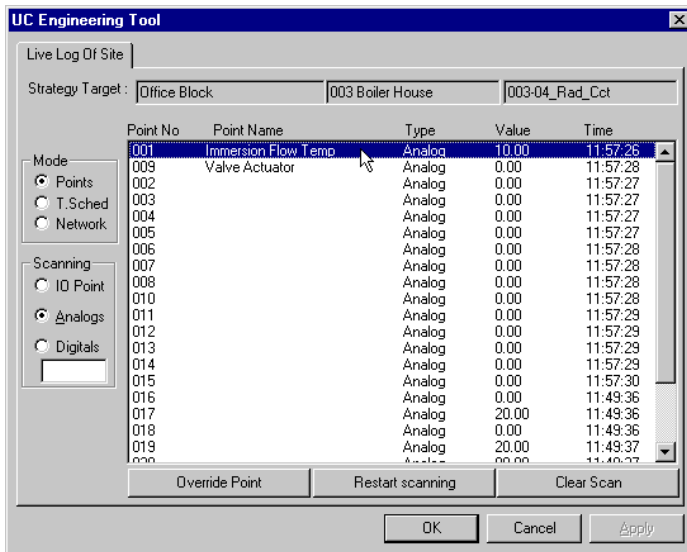 UC Engineering Tool
Live Log Of Site
Strategy Target : Office Block 003 Boiler House 003-04_Rad_Cct
Point No Point Name Type Value Time
Mode
Points
T.Sched
Network
Scanning
IO Point
Analogs
Digitals
001 Immersion Flow Temp Analog 10.00 11:57:26
009 Valve Actuator Analog 0.00 11:57:28
002 Analog 0.00 11:57:27
003 Analog 0.00 11:57:27
004 Analog 0.00 11:57:27
005 Analog 0.00 11:57:27
006 Analog 0.00 11:57:28
007 Analog 0.00 11:57:28
008 Analog 0.00 11:57:28
010 Analog 0.00 11:57:28
011 Analog 0.00 11:57:29
012 Analog 0.00 11:57:29
013 Analog 0.00 11:57:29
014 Analog 0.00 11:57:29
015 Analog 0.00 11:57:30
016 Analog 0.00 11:49:36
017 Analog 20.00 11:49:36
018 Analog 0.00 11:49:36
019 Analog 20.00 11:49:37
Override Point Restart scanning Clear Scan
OK Cancel Apply